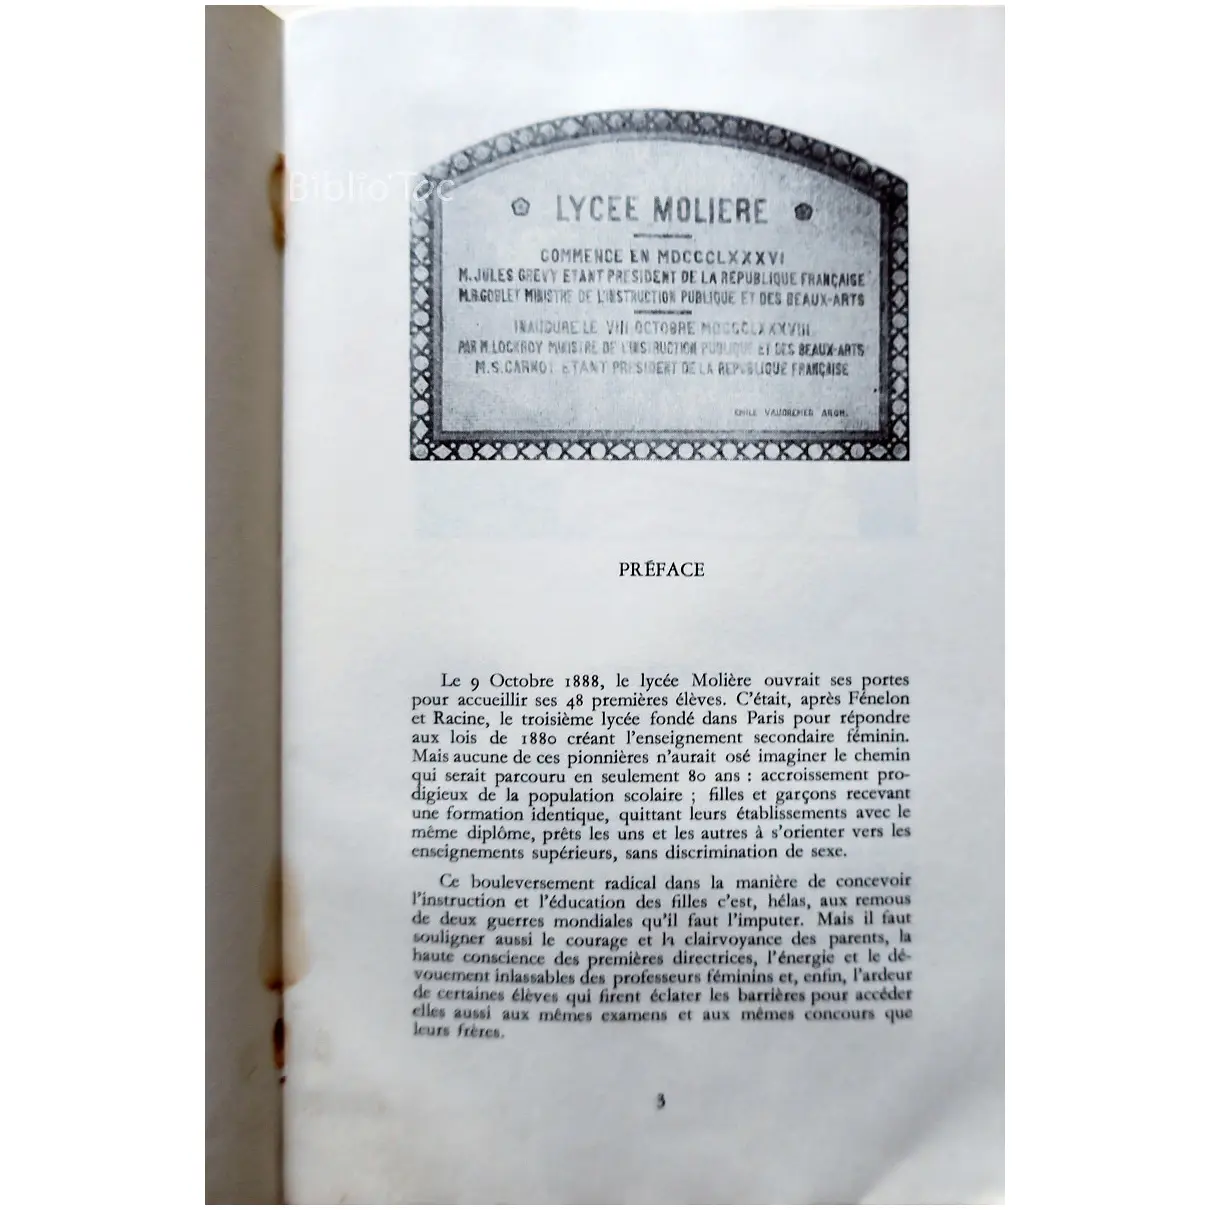 Biblio'Toc
LYCEE MOLIERE
COMMENCE EN MDCCCLXXXVI
M. JULES GREVY ETANT PRESIDENT DE LA REPUBLIQUE FRANÇAISE
M.R.GOBLET MINISTRE DE L'INSTRUCTION PUBLIQUE ET DES BEAUX-ARTS
INAUGURE LE VIII OCTOBRE MDCCCLXXXVIII
PAR M. LOCKROY MINISTRE DE L'INSTRUCTION PUBLIQUE ET DES BEAUX-ARTS
M. S. CARNOT ETANT PRESIDENT DE LA REPUBLIQUE FRANÇAISE
EMILE VAUDREMER ARCH.
PRÉFACE
Le 9 Octobre 1888, le lycée Molière ouvrait ses portes
pour accueillir ses 48 premières élèves. C'était, après Fénelon
et Racine, le troisième lycée fondé dans Paris pour répondre
aux lois de 1880 créant l'enseignement secondaire féminin.
Mais aucune de ces pionnières n'aurait osé imaginer le chemin
qui serait parcouru en seulement 80 ans : accroissement pro-
digieux de la population scolaire ; filles et garçons recevant
une formation identique, quittant leurs établissements avec le
même diplôme, prêts les uns et les autres à s'orienter vers les
enseignements supérieurs, sans discrimination de sexe.
Ce bouleversement radical dans la manière de concevoir
l'instruction et l'éducation des filles c'est, hélas, aux remous
de deux guerres mondiales qu'il faut l'imputer. Mais il faut
souligner aussi le courage et la clairvoyance des parents, la
haute conscience des premières directrices, l'énergie et le dé-
vouement inlassables des professeurs féminins et, enfin, l'ardeur
de certaines élèves qui firent éclater les barrières pour accéder
elles aussi aux mêmes examens et aux mêmes concours que
leurs frères.
3